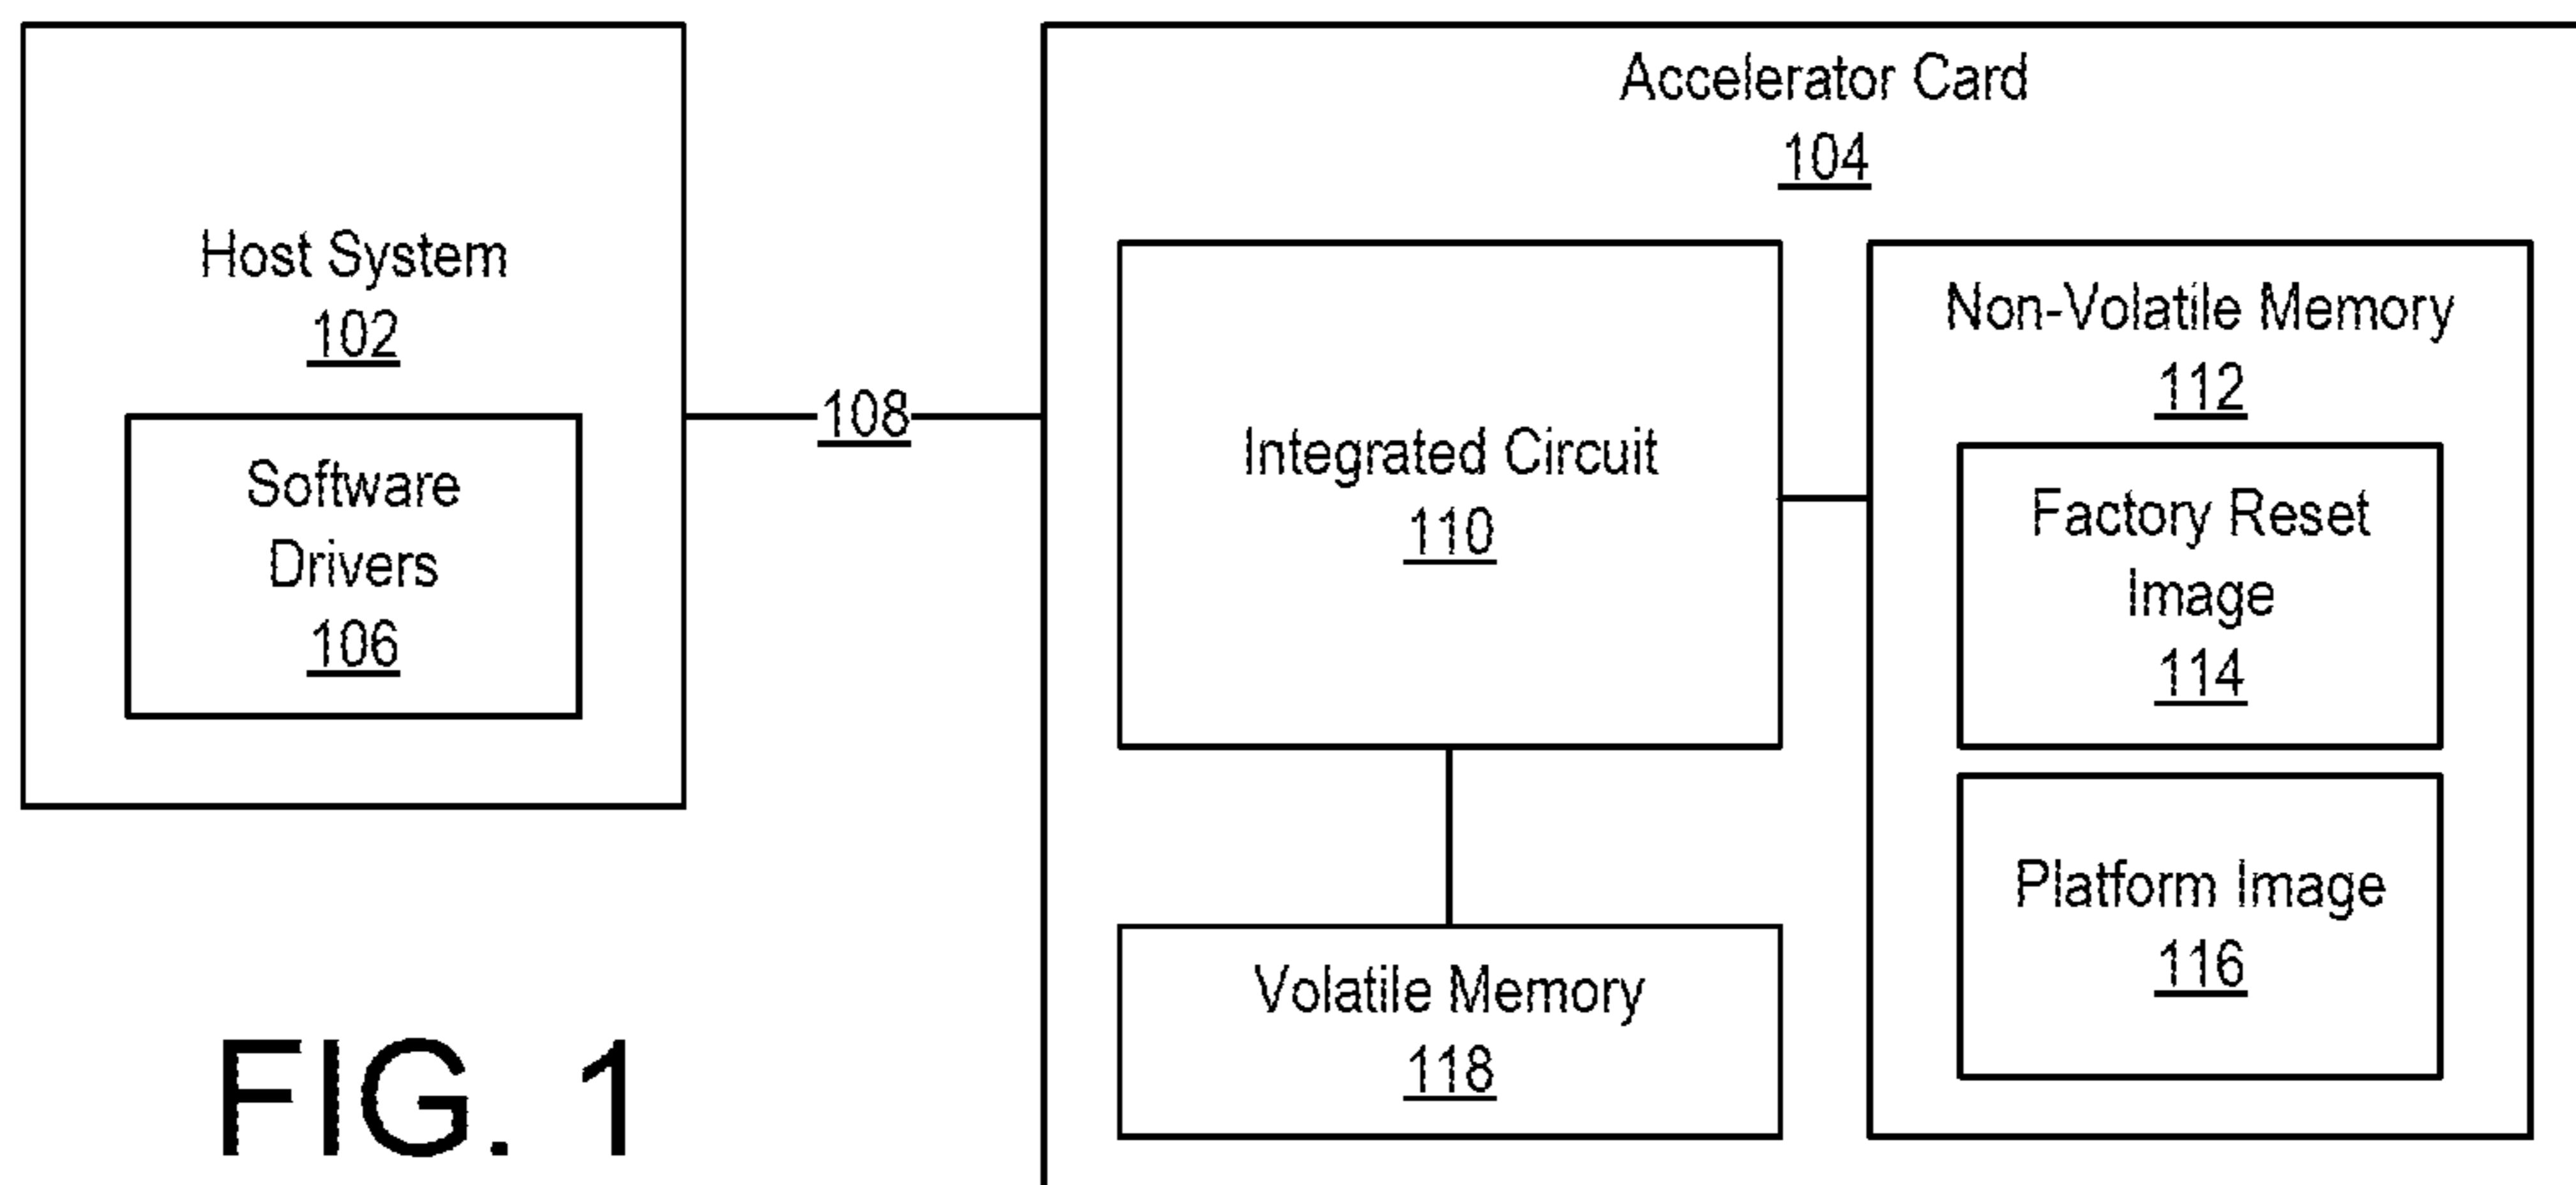 Host System
102
Software
Drivers
106
108
Accelerator Card
104
Integrated Circuit
110
Non-Volatile Memory
112
Factory Reset
Image
114
Platform Image
116
Volatile Memory
118
FIG. 1